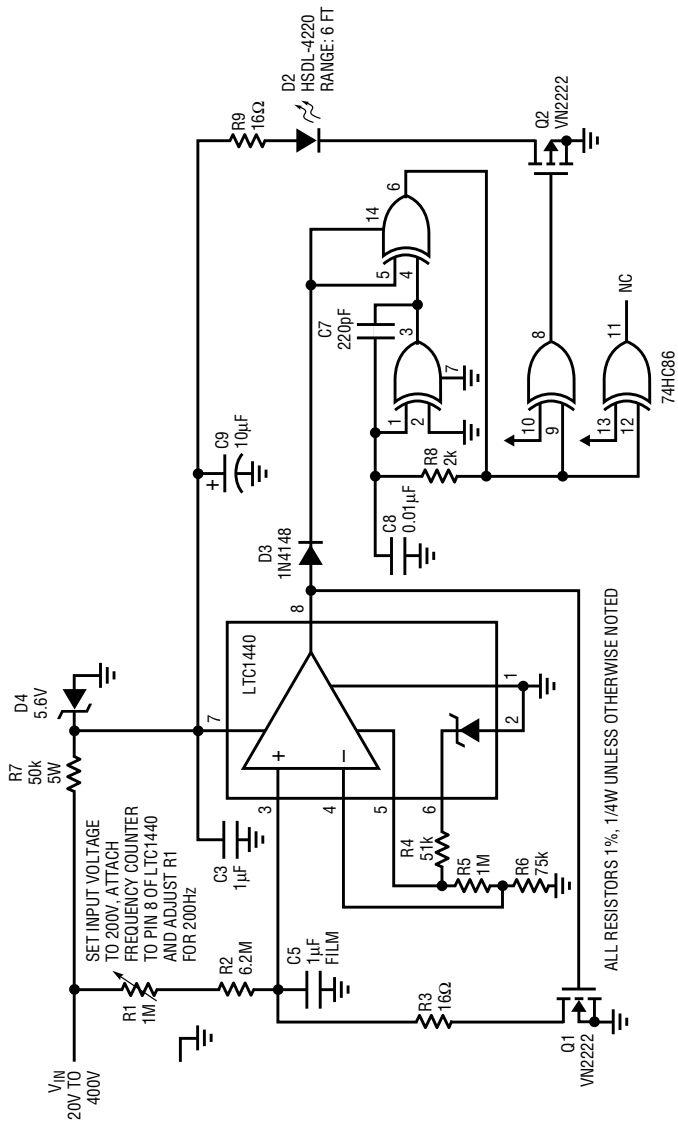 VIN
20V TO
400V
R1
1M
SET INPUT VOLTAGE
TO 200V, ATTACH
FREQUENCY COUNTER
TO PIN 8 OF LTC1440
AND ADJUST R1
FOR 200Hz
R7
50k
5W
D4
5.6V
R2
6.2M
C5
1µF
FILM
C3
1µF
R3
16Ω
Q1
VN2222
LTC1440
+
–
3
4
5
6
7
8
1
2
R4
51k
R5
1M
R6
75k
D3
1N4148
C9
10µF
+
C8
0.01µF
R8
2k
C7
220pF
1
2
3
7
5
4
14
6
10
9
8
13
12
11
NC
74HC86
R9
16Ω
D2
HSDL-4220
RANGE: 6 FT
Q2
VN2222
ALL RESISTORS 1%, 1/4W UNLESS OTHERWISE NOTED